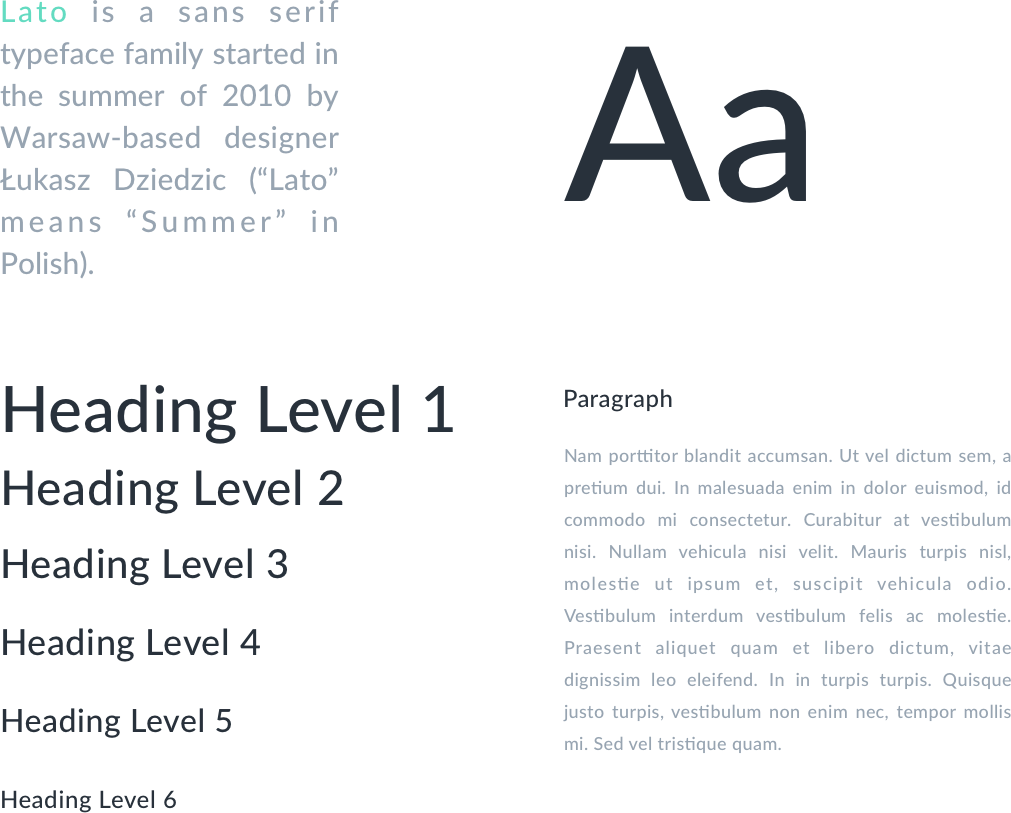 Lato is a sans serif
typeface family started in
the summer of 2010 by
Warsaw-based designer
Łukasz Dziedzic (“Lato”
means “Summer” in
Polish).
Aa
Heading Level 1
Heading Level 2
Heading Level 3
Heading Level 4
Heading Level 5
Heading Level 6
Paragraph
Nam porttitor blandit accumsan. Ut vel dictum sem, a
pretium dui. In malesuada enim in dolor euismod, id
commodo mi consectetur. Curabitur at vestibulum
nisi. Nullam vehicula nisi velit. Mauris turpis nisl,
molestie ut ipsum et, suscipit vehicula odio.
Vestibulum interdum vestibulum felis ac molestie.
Praesent aliquet quam et libero dictum, vitae
dignissim leo eleifend. In in turpis turpis. Quisque
justo turpis, vestibulum non enim nec, tempor mollis
mi. Sed vel tristique quam.